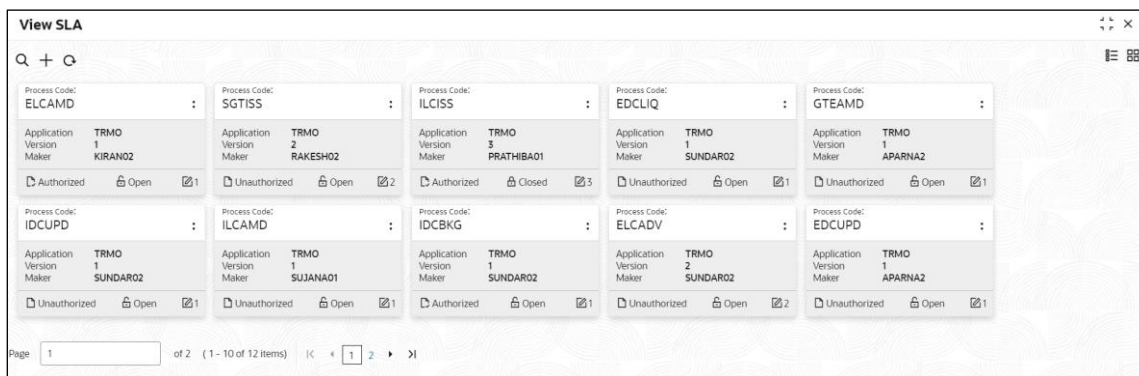 View SLA
Process Code:
ELCAMD
Application TRMO
Version 1
Maker KIRAN02
Authorized Open 1
Process Code:
SGTISS
Application TRMO
Version 2
Maker RAKESH02
Unauthorized Open 2
Process Code:
ILCISS
Application TRMO
Version 3
Maker PRATHIBA01
Authorized Closed 3
Process Code:
EDCLIQ
Application TRMO
Version 1
Maker SUNDAR02
Unauthorized Open 1
Process Code:
GTEAMD
Application TRMO
Version 1
Maker APARNA2
Unauthorized Open 1
Process Code:
IDCUPD
Application TRMO
Version 1
Maker SUNDAR02
Unauthorized Open 1
Process Code:
ILCAMD
Application TRMO
Version 1
Maker SUJANA01
Unauthorized Open 1
Process Code:
IDCBKG
Application TRMO
Version 1
Maker SUNDAR02
Authorized Open 1
Process Code:
ELCADV
Application TRMO
Version 2
Maker SUNDAR02
Unauthorized Open 2
Process Code:
EDCUPD
Application TRMO
Version 1
Maker APARNA2
Unauthorized Open 1
Page 1 of 2 (1 - 10 of 12 items) 1 2